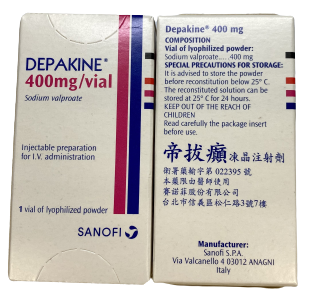 DEPAKINE®
400mg/vial
Sodium valproate
Injectable preparation
for I.V. administration
1 vial of lyophilized powder
SANOFI
Depakine® 400 mg
COMPOSITION
Vial of lyophilized powder:
Sodium valproate.... 400 mg
SPECIAL PRECAUTIONS FOR STORAGE:
It is advised to store the powder
before reconstitution below 25° C.
The reconstituted solution can be
stored at 25° C for 24 hours.
KEEP OUT OF THE REACH OF
CHILDREN
Read carefully the package insert
before use.
帝拔癲 凍晶注射劑
衛署藥輸字第 022395 號
本藥限由醫師使用
賽諾菲股份有限公司
台北市信義區松仁路3號7樓
Manufacturer:
Sanofi S.P.A.
Via Valcanello 4 03012 ANAGNI
Italy